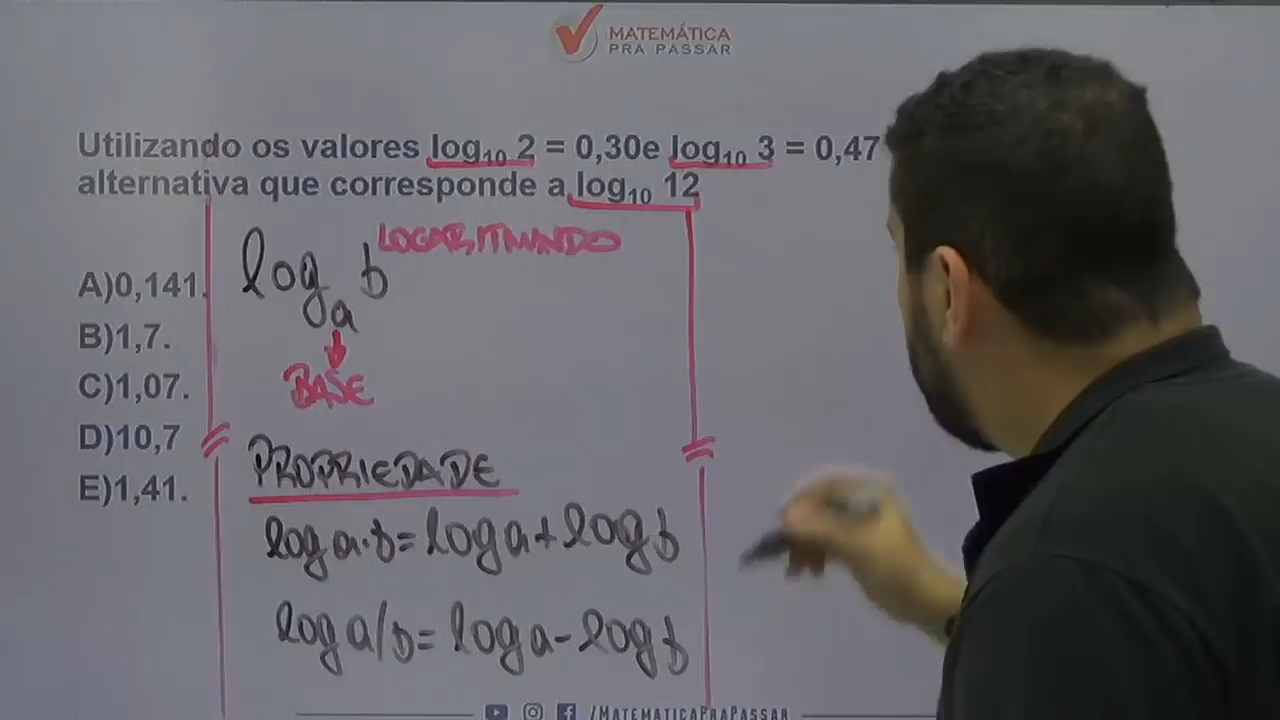 MATEMÁTICA
PRA PASSAR
Utilizando os valores log₁₀ 2 = 0,30e log₁₀ 3 = 0,47
alternativa que corresponde a log₁₀ 12
A)0,141.
B)1,7.
C)1,07.
D)10,7
E)1,41.
log a b LOGARITMANDO
BASE
PROPRIEDADE
log a·b = log a + log b
log a/b = log a - log b
/MATEMATICAPRAPASSAR